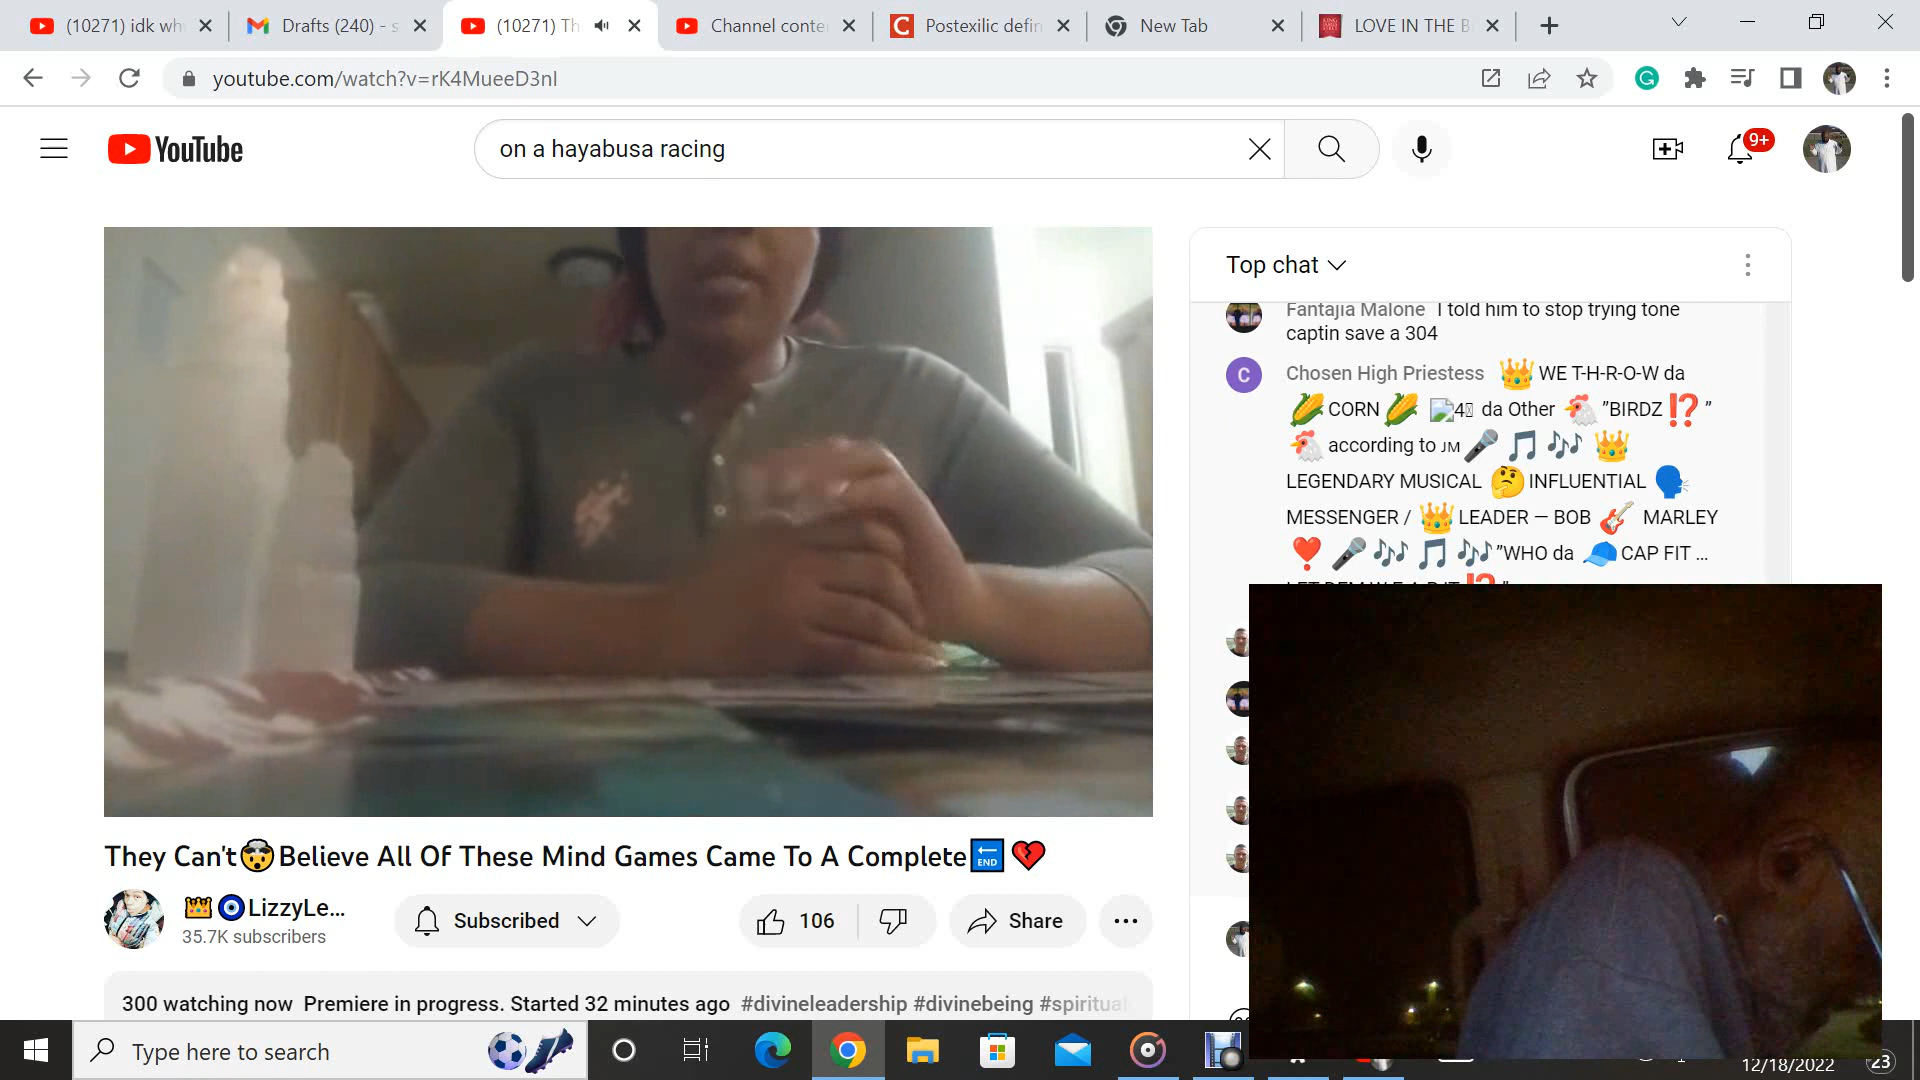 (10271) idk wh
Drafts (240) - s
(10271) Th
Channel conte
Postexilic defin
New Tab
LOVE IN THE B
youtube.com/watch?v=rK4MueeD3nI
YouTube
on a hayabusa racing
9+
Top chat
Fantajia Malone I told him to stop trying tone
captin save a 304
C
Chosen High Priestess 👑 WE T-H-R-O-W da
🌽 CORN 🌽 4 da Other 🐔 "BIRDZ ⁉️ "
🐔 according to JM 🎤 🎵 🎶 👑
LEGENDARY MUSICAL 🤔 INFLUENTIAL 🗣️
MESSENGER / 👑 LEADER — BOB 🎸 MARLEY
❣️ 🎤 🎶 🎵 🎶 "WHO da 🧢 CAP FIT ...
They Can't🤯Believe All Of These Mind Games Came To A Complete🔚💔
👑🧿LizzyLe...
35.7K subscribers
Subscribed
106
Share
300 watching now Premiere in progress. Started 32 minutes ago #divineleadership #divinebeing #spiritual
Type here to search
12/18/2022
23